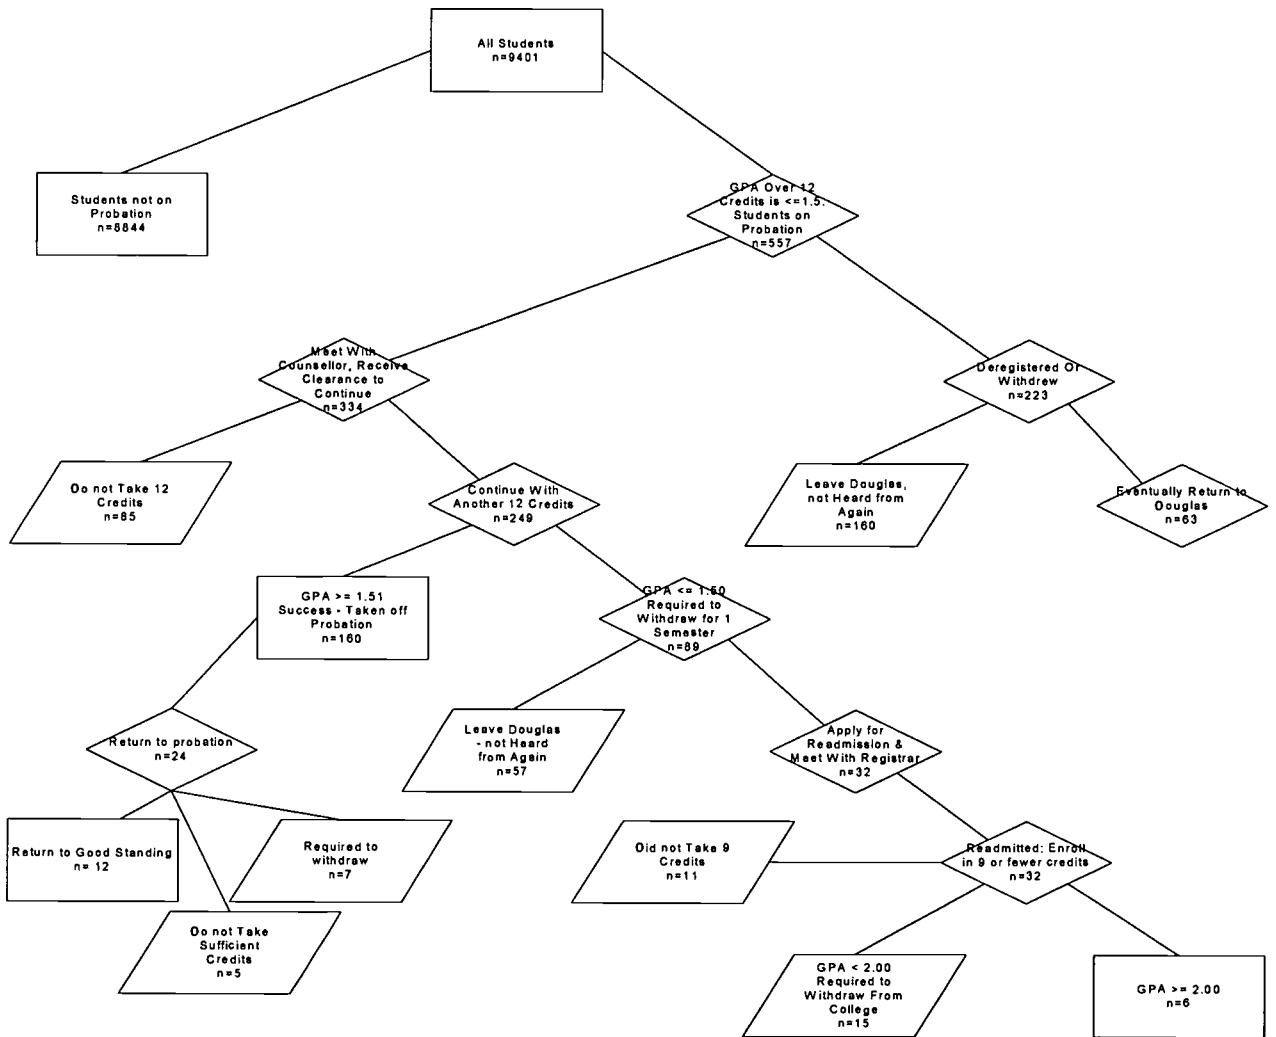 All Students
n=9401
Students not on
Probation
n=8844
GPA Over 12
Credits is <=1.5.
Students on
Probation
n=557
Meet With
Counsellor, Receive
Clearance to
Continue
n=334
Deregistered Or
Withdrew
n=223
Do not Take 12
Credits
n=85
Continue With
Another 12 Credits
n=249
Leave Douglas,
not Heard from
Again
n=160
Eventually Return to
Douglas
n=63
GPA >= 1.51
Success - Taken off
Probation
n=160
GPA <= 1.50
Required to
Withdraw for 1
Semester
n=89
Return to probation
n=24
Leave Douglas
- not Heard
from Again
n=57
Apply for
Readmission &
Meet With Registrar
n=32
Return to Good Standing
n= 12
Required to
withdraw
n=7
Did not Take 9
Credits
n=11
Readmitted: Enroll
in 9 or fewer credits
n=32
Do not Take
Sufficient
Credits
n=5
GPA < 2.00
Required to
Withdraw From
College
n=15
GPA >= 2.00
n=6